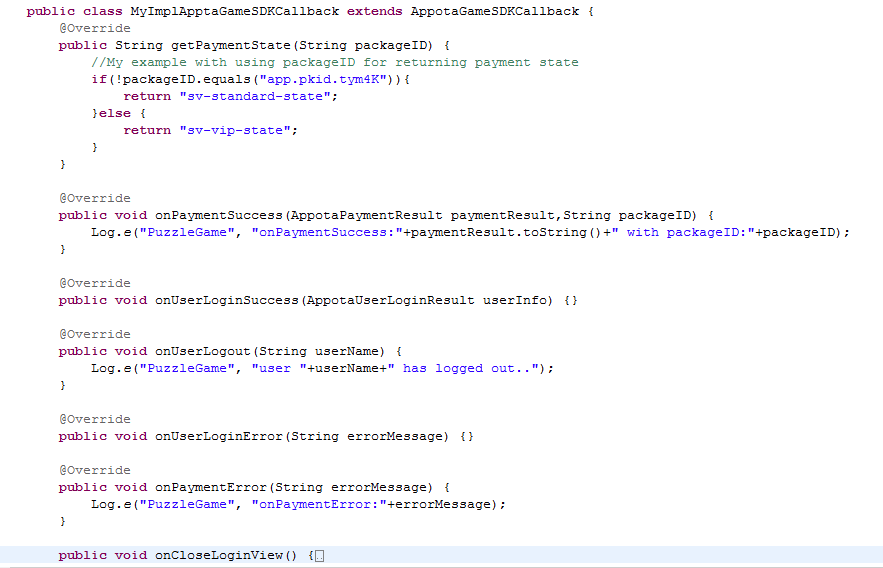 public class MyImplApptaGameSDKCallback extends AppotaGameSDKCallback {
@Override
public String getPaymentState(String packageID) {
//My example with using packageID for returning payment state
if(!packageID.equals("app.pkid.tym4K")){
return "sv-standard-state";
}else {
return "sv-vip-state";
}
}
@Override
public void onPaymentSuccess(AppotaPaymentResult paymentResult,String packageID) {
Log.e("PuzzleGame", "onPaymentSuccess:"+paymentResult.toString()+" with packageID:"+packageID);
}
@Override
public void onUserLoginSuccess(AppotaUserLoginResult userInfo) {}
@Override
public void onUserLogout(String userName) {
Log.e("PuzzleGame", "user "+userName+" has logged out..");
}
@Override
public void onUserLoginError(String errorMessage) {}
@Override
public void onPaymentError(String errorMessage) {
Log.e("PuzzleGame", "onPaymentError:"+errorMessage);
}
public void onCloseLoginView() {